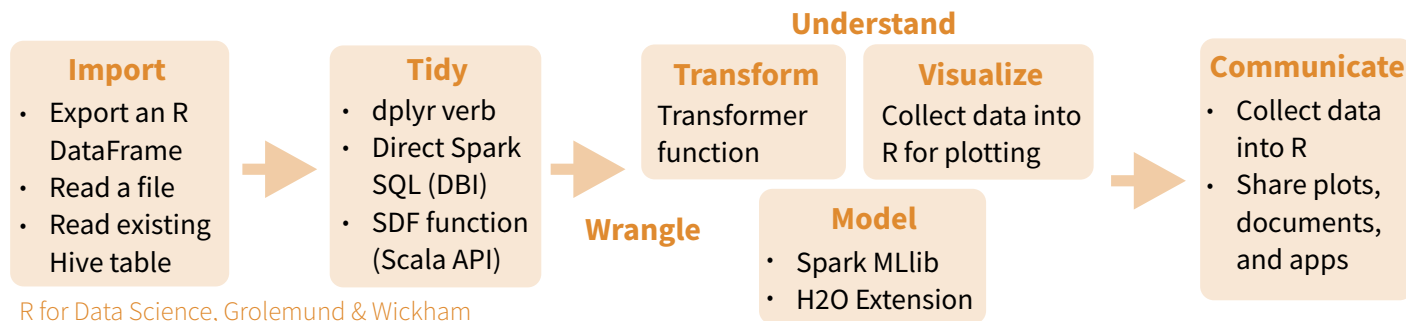 Import
• Export an R
DataFrame
• Read a file
• Read existing
Hive table
Tidy
• dplyr verb
• Direct Spark
SQL (DBI)
• SDF function
(Scala API)
Understand
Transform
Transformer
function
Visualize
Collect data into
R for plotting
Wrangle
Model
• Spark MLlib
• H2O Extension
Communicate
• Collect data
into R
• Share plots,
documents,
and apps
R for Data Science, Grolemund & Wickham